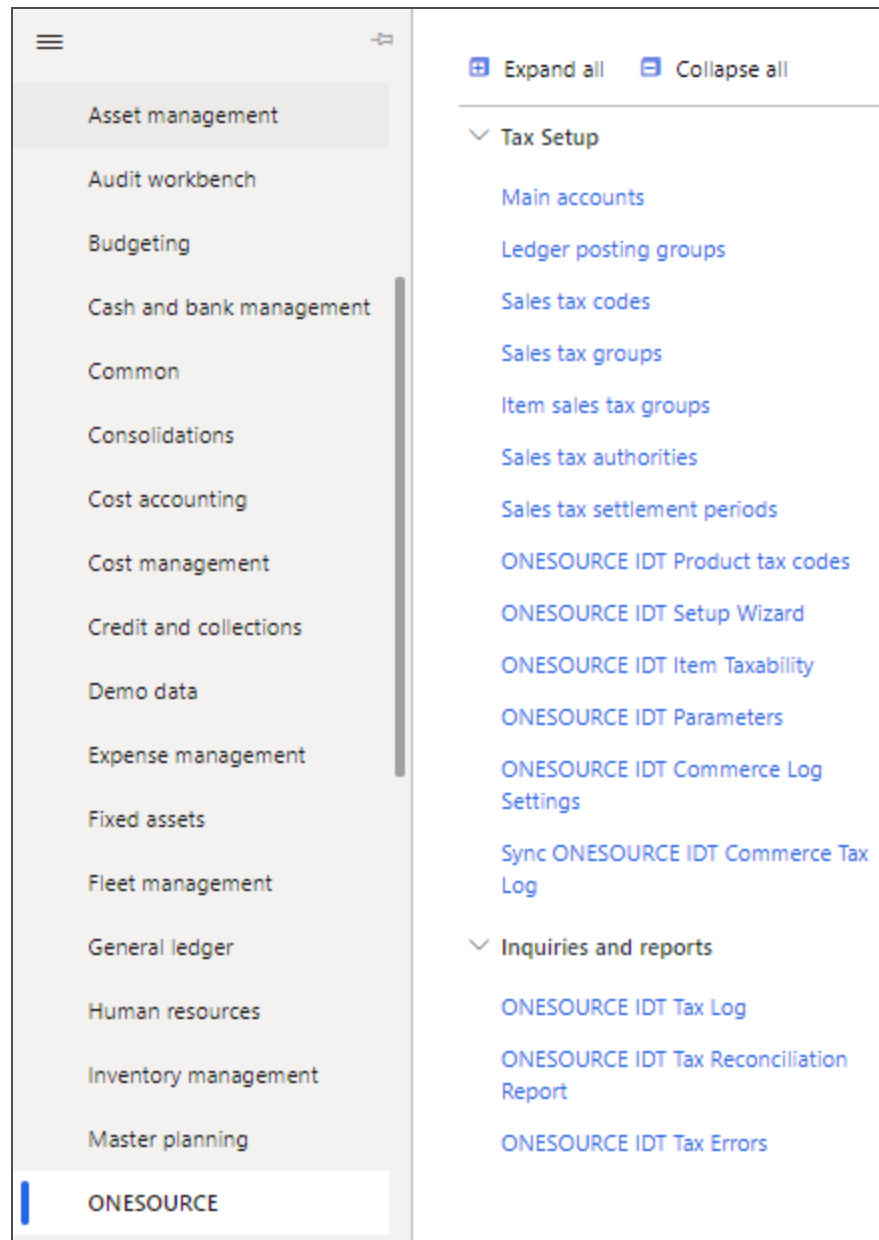 Asset management
Audit workbench
Budgeting
Cash and bank management
Common
Consolidations
Cost accounting
Cost management
Credit and collections
Demo data
Expense management
Fixed assets
Fleet management
General ledger
Human resources
Inventory management
Master planning
ONESOURCE
Expand all Collapse all
Tax Setup
Main accounts
Ledger posting groups
Sales tax codes
Sales tax groups
Item sales tax groups
Sales tax authorities
Sales tax settlement periods
ONESOURCE IDT Product tax codes
ONESOURCE IDT Setup Wizard
ONESOURCE IDT Item Taxability
ONESOURCE IDT Parameters
ONESOURCE IDT Commerce Log
Settings
Sync ONESOURCE IDT Commerce Tax
Log
Inquiries and reports
ONESOURCE IDT Tax Log
ONESOURCE IDT Tax Reconciliation
Report
ONESOURCE IDT Tax Errors